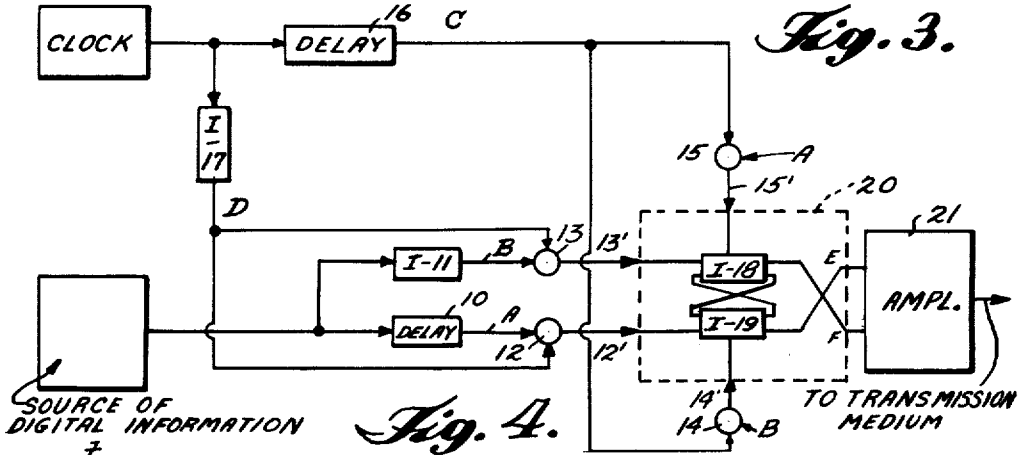 CLOCK
DELAY
16
C
Fig. 3.
I
17
15
A
15'
20
D
13
13'
21
I-11
B
I-18
E
AMPL.
10
DELAY
A
12
12'
I-19
F
SOURCE OF
DIGITAL INFORMATION
7
Fig. 4.
14'
14
B
TO TRANSMISSION
MEDIUM